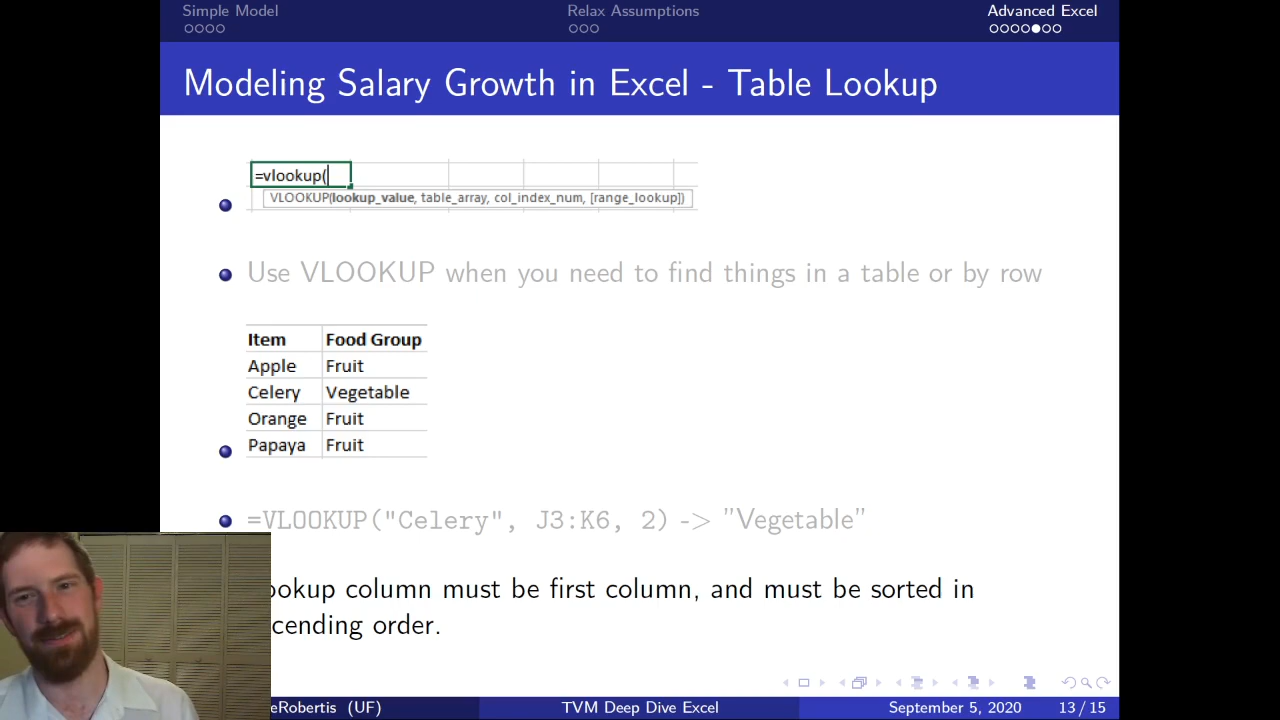 Simple Model
Relax Assumptions
Advanced Excel
Modeling Salary Growth in Excel - Table Lookup
=vlookup(
VLOOKUP(lookup_value, table_array, col_index_num, [range_lookup])
Use VLOOKUP when you need to find things in a table or by row
Item Food Group
Apple Fruit
Celery Vegetable
Orange Fruit
Papaya Fruit
=VLOOKUP("Celery", J3:K6, 2) -> "Vegetable"
ookup column must be first column, and must be sorted in
cending order.
eRobertis (UF)
TVM Deep Dive Excel
September 5, 2020
13 / 15